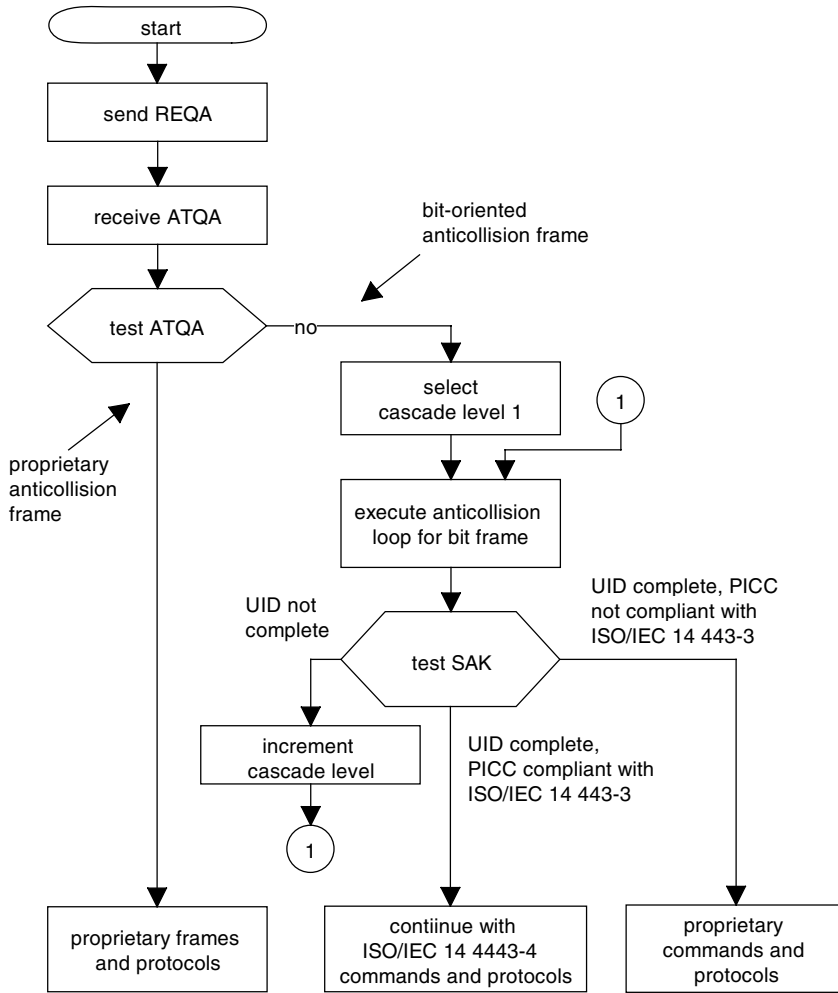 start
send REQA
receive ATQA
bit-oriented
anticollision frame
test ATQA
no
select
cascade level 1
1
proprietary
anticollision
frame
execute anticollision
loop for bit frame
UID not
complete
UID complete, PICC
not compliant with
ISO/IEC 14 443-3
test SAK
increment
cascade level
UID complete,
PICC compliant with
ISO/IEC 14 443-3
1
proprietary frames
and protocols
contiinue with
ISO/IEC 14 4443-4
commands and protocols
proprietary
commands and
protocols